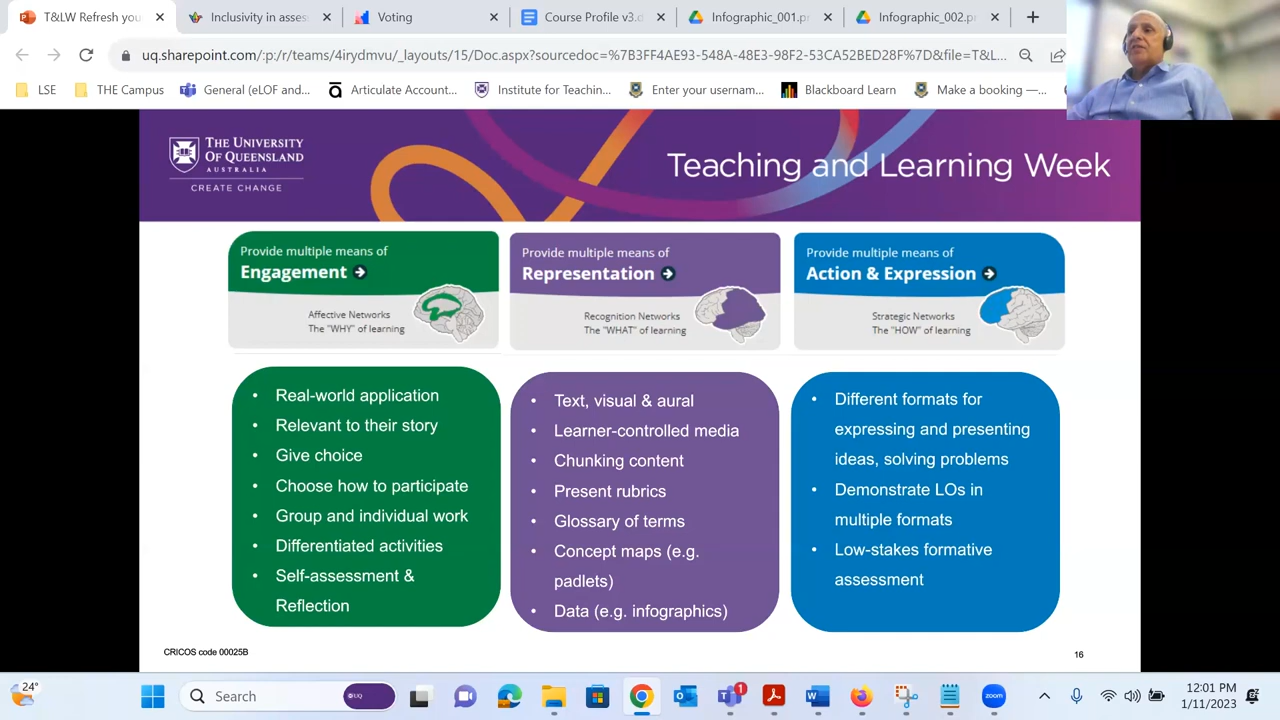 T&LW Refresh you
Inclusivity in asses
Voting
Course Profile v3.d
Infographic_001.p
Infographic_002.p
uq.sharepoint.com/:p:/r/teams/4irydmvu/_layouts/15/Doc.aspx?sourcedoc=%7B3FF4AE93-548A-48E3-98F2-53CA52BED28F%7D&file=T&L...
LSE
THE Campus
General (eLOF and...
Articulate Account...
Institute for Teachin...
Enter your usernam...
Blackboard Learn
Make a booking —...
THE UNIVERSITY
OF QUEENSLAND
AUSTRALIA
CREATE CHANGE
Teaching and Learning Week
Provide multiple means of
Engagement
Affective Networks
The "WHY" of learning
Provide multiple means of
Representation
Recognition Networks
The "WHAT" of learning
Provide multiple means of
Action & Expression
Strategic Networks
The "HOW" of learning
• Real-world application
• Relevant to their story
• Give choice
• Choose how to participate
• Group and individual work
• Differentiated activities
• Self-assessment &
Reflection
• Text, visual & aural
• Learner-controlled media
• Chunking content
• Present rubrics
• Glossary of terms
• Concept maps (e.g.
padlets)
• Data (e.g. infographics)
• Different formats for
expressing and presenting
ideas, solving problems
• Demonstrate LOs in
multiple formats
• Low-stakes formative
assessment
CRICOS code 00025B
16
24°
Search
UQ
1
zoom
12:01 PM
1/11/2023